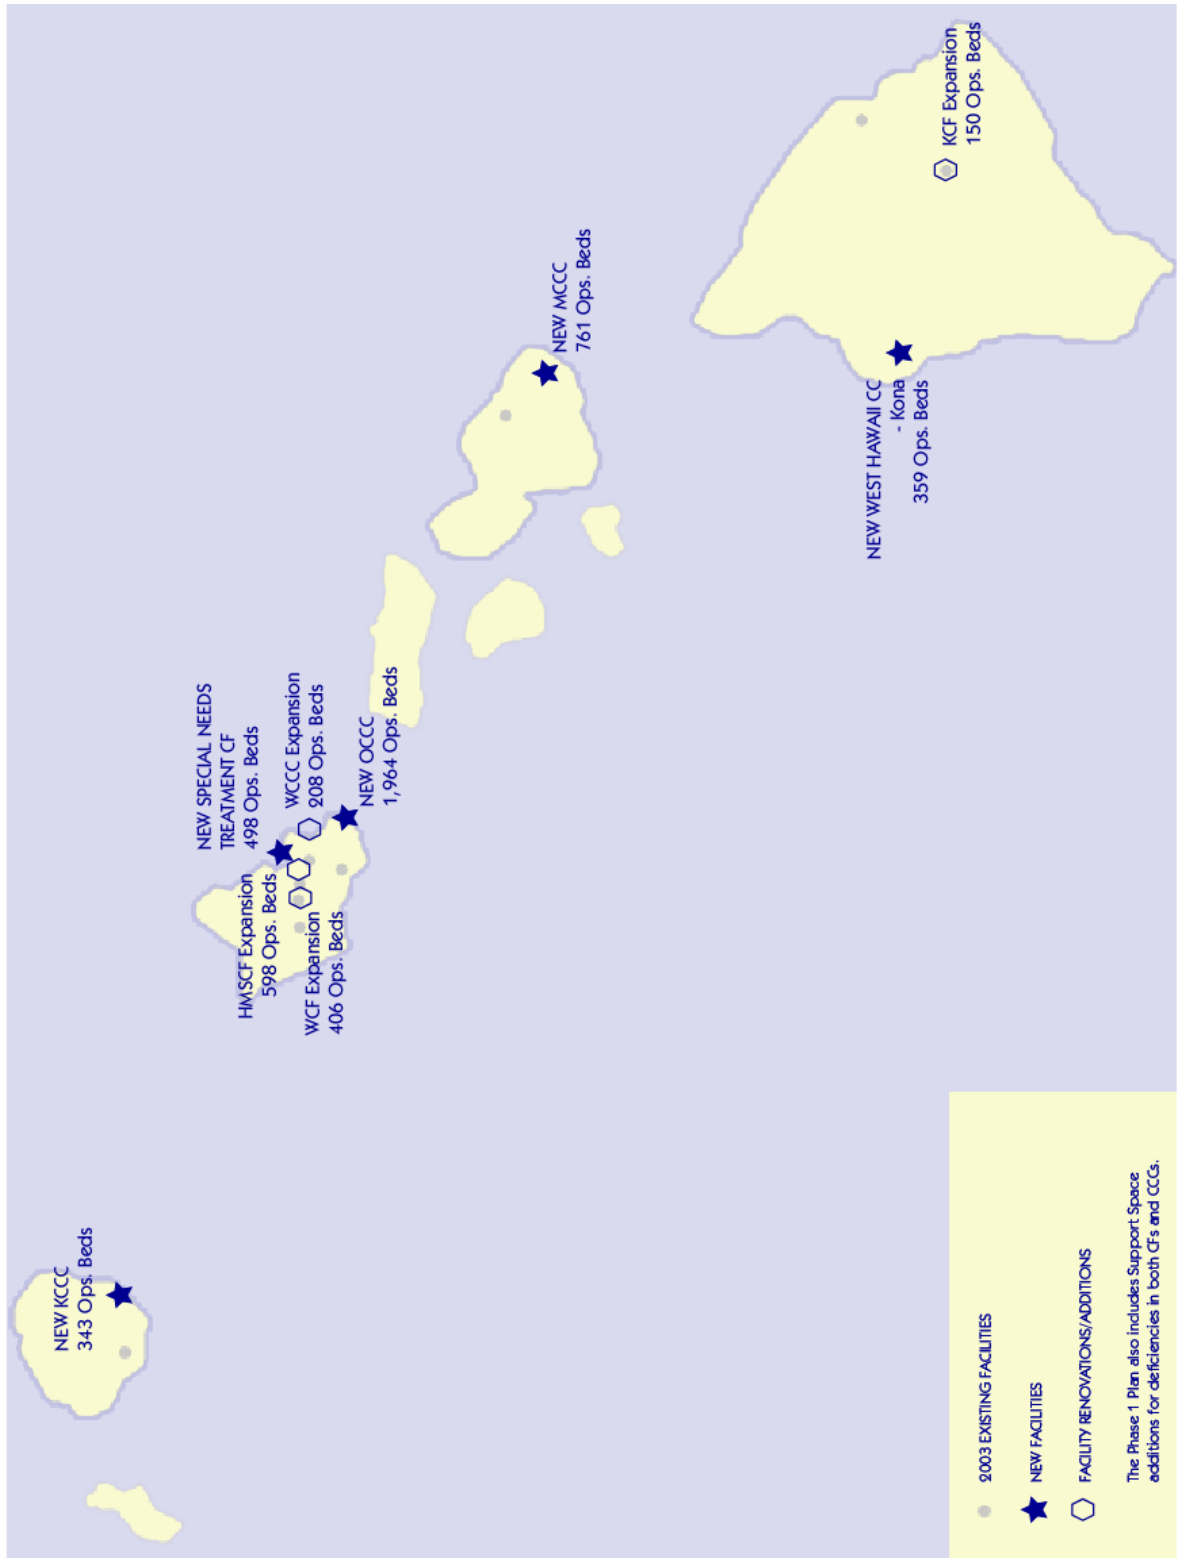 NEW KCCC
343 Ops. Beds
NEW SPECIAL NEEDS
TREATMENT CF
498 Ops. Beds
HMSCF Expansion
598 Ops. Beds
WCCC Expansion
208 Ops. Beds
WCF Expansion
406 Ops. Beds
NEW OCCC
1,964 Ops. Beds
NEW MCCC
761 Ops. Beds
NEW WEST HAWAII CC
- Kona
359 Ops. Beds
KCF Expansion
150 Ops. Beds
2003 EXISTING FACILITIES
NEW FACILITIES
FACILITY RENOVATIONS/ADDITIONS
The Phase 1 Plan also includes Support Space
additions for deficiencies in both CFs and CCCs.